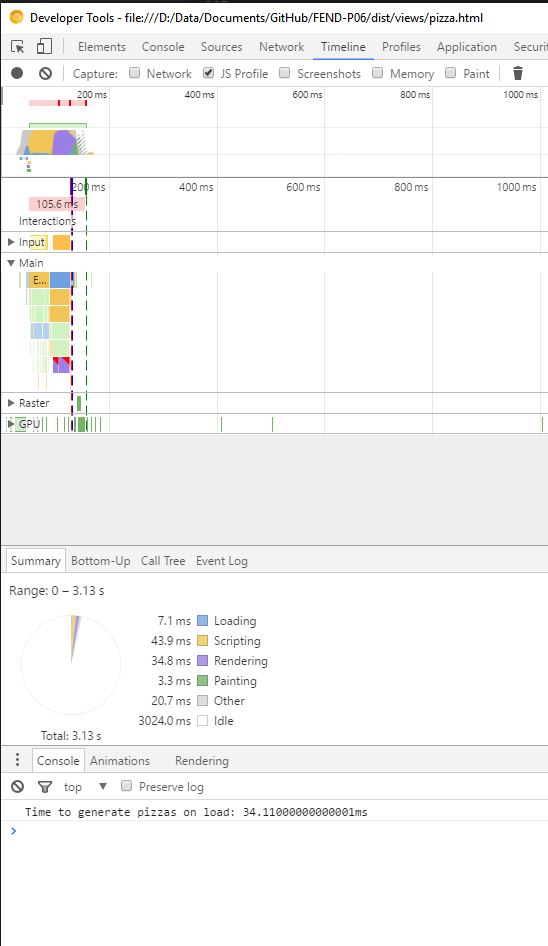 Developer Tools - file:///D:/Data/Documents/GitHub/FEND-P06/dist/views/pizza.html
Elements Console Sources Network Timeline Profiles Application Securi
Capture: Network JS Profile Screenshots Memory Paint
200 ms 400 ms 600 ms 800 ms 1000 ms
200 ms 400 ms 600 ms 800 ms 1000 ms
105.6 ms
Interactions
Input
Main
E...
Raster
GPU
Summary Bottom-Up Call Tree Event Log
Range: 0 – 3.13 s
7.1 ms Loading
43.9 ms Scripting
34.8 ms Rendering
3.3 ms Painting
20.7 ms Other
3024.0 ms Idle
Total: 3.13 s
Console Animations Rendering
top ▼ Preserve log
Time to generate pizzas on load: 34.11000000000001ms
>